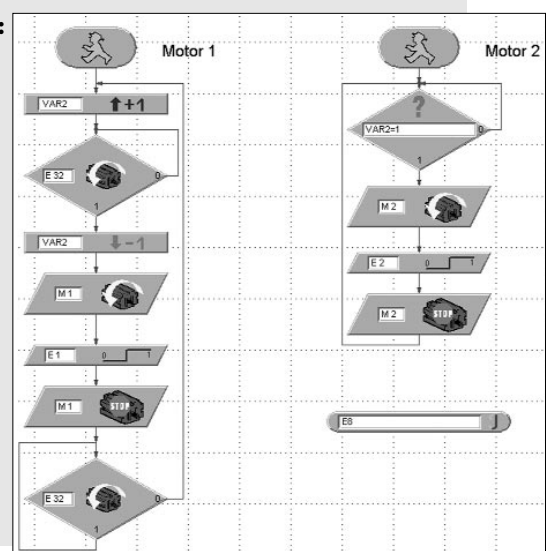 :
Motor 1
VAR2 +1
E 32 0
1
VAR2 -1
M 1
E 1 0 1
M 1 STOP
E 32 0
1
Motor 2
?
VAR2=1 0
1
M 2
E 2 0 1
M 2 STOP
E8